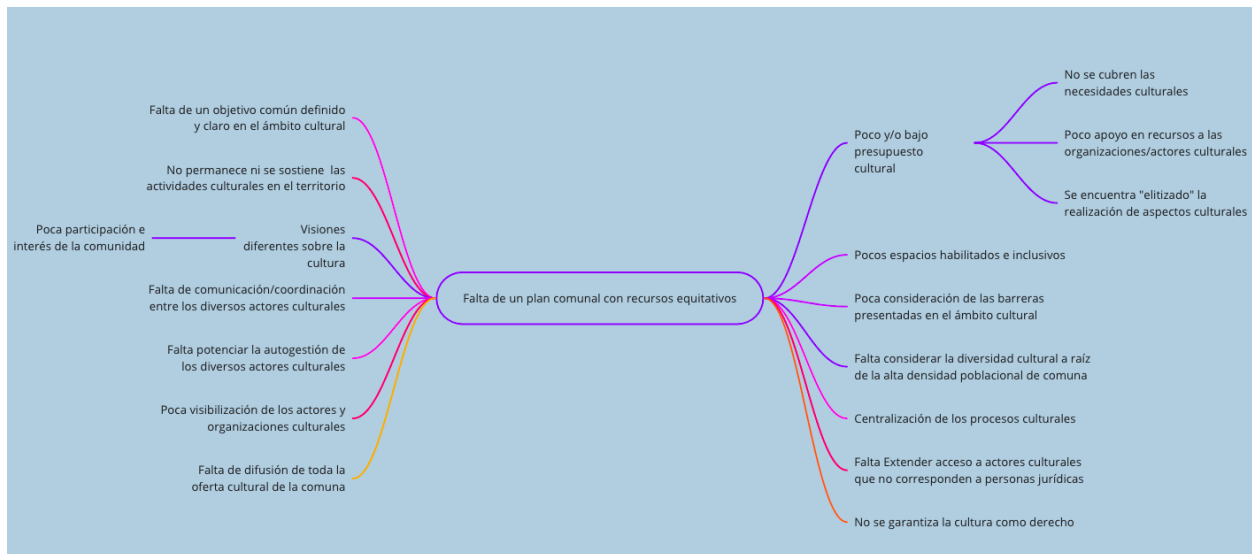 Falta de un objetivo común definido
y claro en el ámbito cultural
No permanece ni se sostiene las
actividades culturales en el territorio
Poca participación e
interés de la comunidad
Visiones
diferentes sobre la
cultura
Falta de comunicación/coordinación
entre los diversos actores culturales
Falta potenciar la autogestión de
los diversos actores culturales
Poca visibilización de los actores y
organizaciones culturales
Falta de difusión de toda la
oferta cultural de la comuna
Falta de un plan comunal con recursos equitativos
Poco y/o bajo
presupuesto
cultural
No se cubren las
necesidades culturales
Poco apoyo en recursos a las
organizaciones/actores culturales
Se encuentra "elitizado" la
realización de aspectos culturales
Pocos espacios habilitados e inclusivos
Poca consideración de las barreras
presentadas en el ámbito cultural
Falta considerar la diversidad cultural a raíz
de la alta densidad poblacional de comuna
Centralización de los procesos culturales
Falta Extender acceso a actores culturales
que no corresponden a personas jurídicas
No se garantiza la cultura como derecho